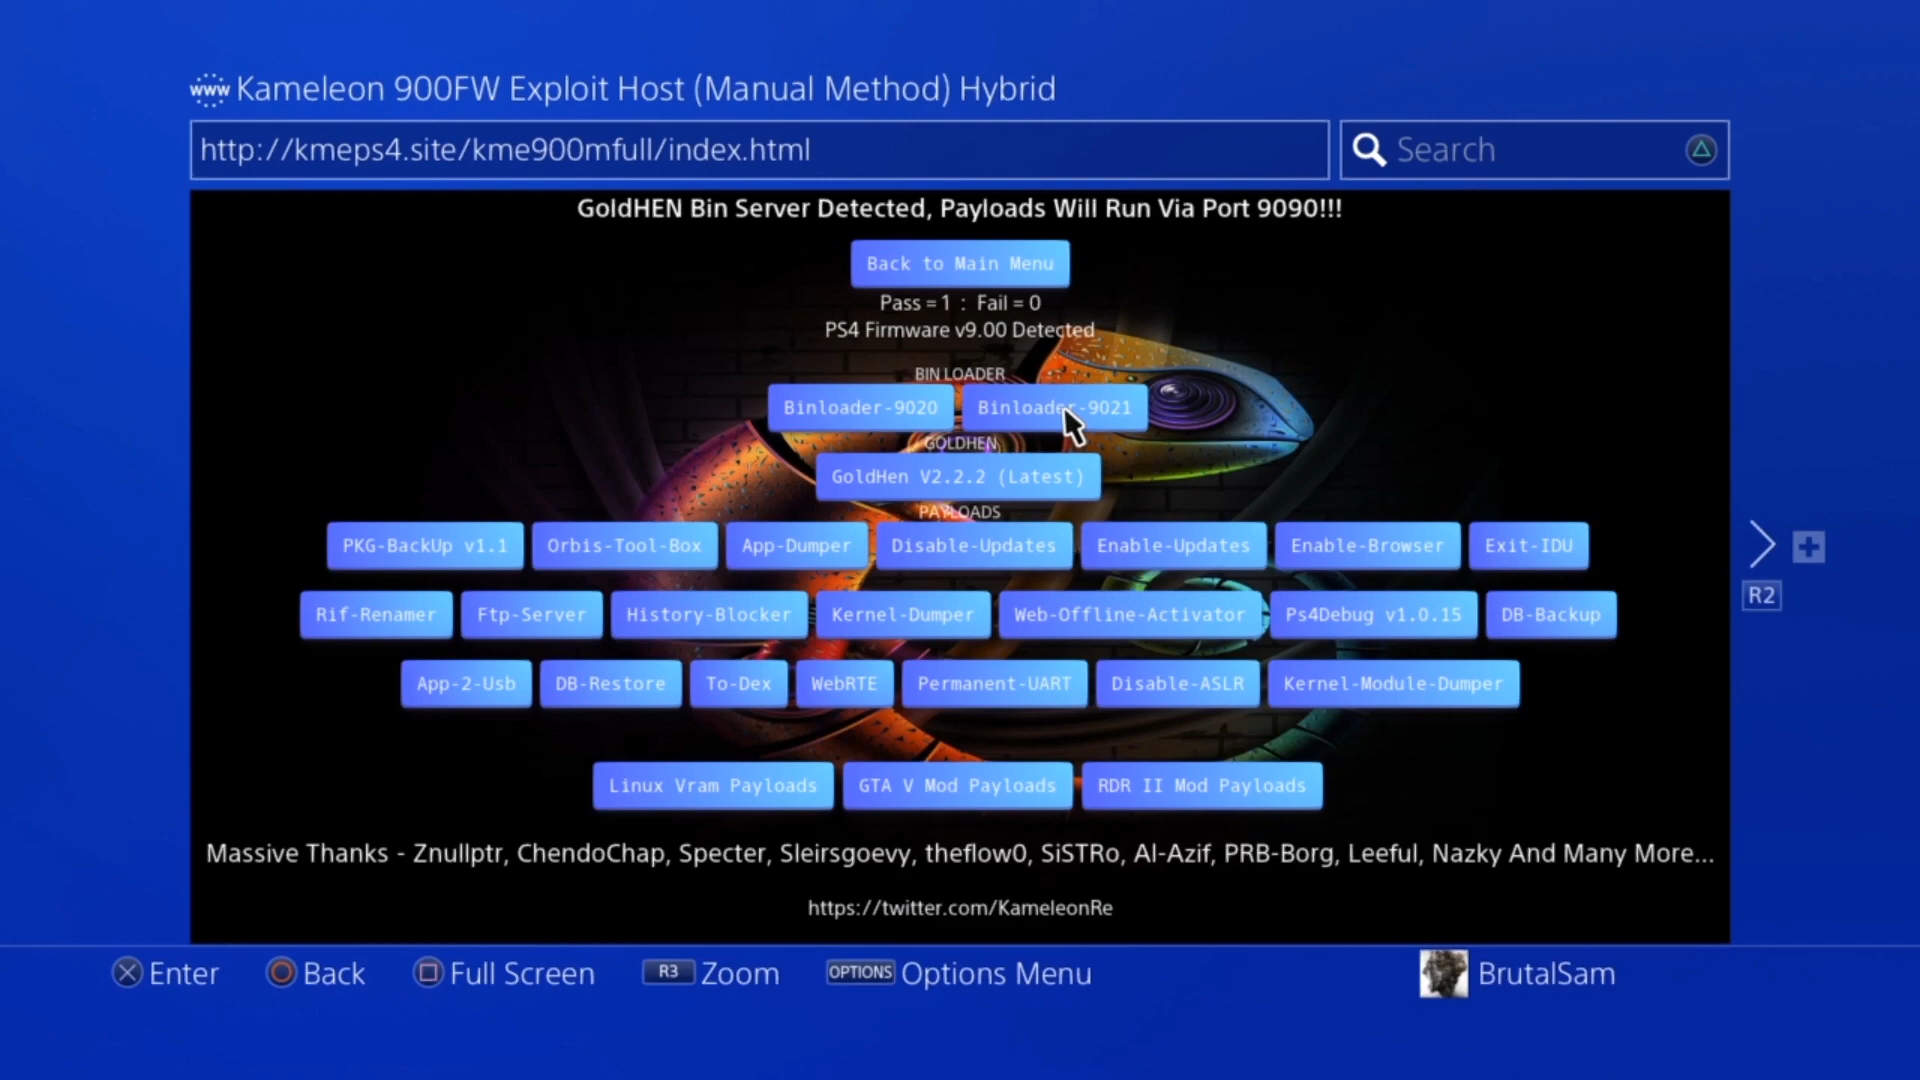 www Kameleon 900FW Exploit Host (Manual Method) Hybrid
http://kmeps4.site/kme900mfull/index.html Search
GoldHEN Bin Server Detected, Payloads Will Run Via Port 9090!!!
Back to Main Menu
Pass = 1 : Fail = 0
PS4 Firmware v9.00 Detected
BIN LOADER
Binloader-9020 Binloader-9021
GOLDHEN
GoldHen V2.2.2 (Latest)
PAYLOADS
PKG-BackUp v1.1 Orbis-Tool-Box App-Dumper Disable-Updates Enable-Updates Enable-Browser Exit-IDU
R2
Rif-Renamer Ftp-Server History-Blocker Kernel-Dumper Web-Offline-Activator Ps4Debug v1.0.15 DB-Backup
App-2-Usb DB-Restore To-Dex WebRTE Permanent-UART Disable-ASLR Kernel-Module-Dumper
Linux Vram Payloads GTA V Mod Payloads RDR II Mod Payloads
Massive Thanks - Znullptr, ChendoChap, Specter, Sleirsgoevy, theflow0, SiSTRo, Al-Azif, PRB-Borg, Leeful, Nazky And Many More...
https://twitter.com/KameleonRe
Enter Back Full Screen R3 Zoom OPTIONS Options Menu BrutalSam